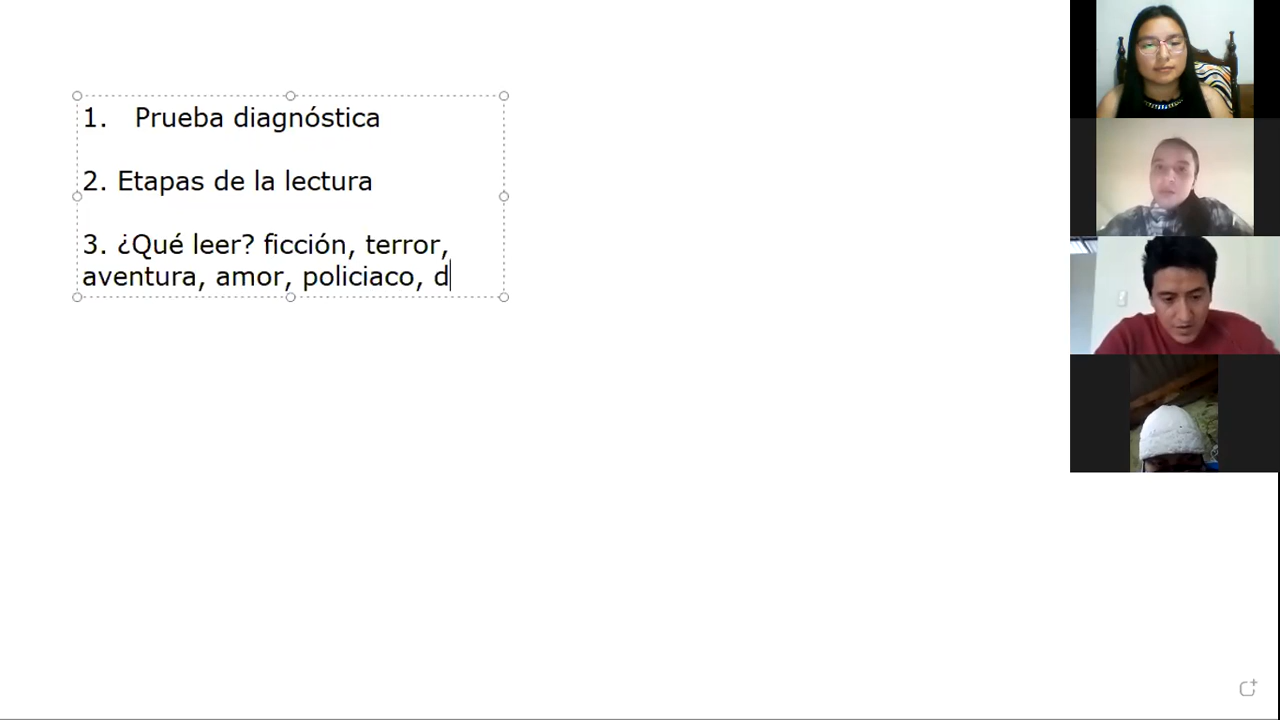 1. Prueba diagnóstica
2. Etapas de la lectura
3. ¿Qué leer? ficción, terror,
aventura, amor, policiaco, d